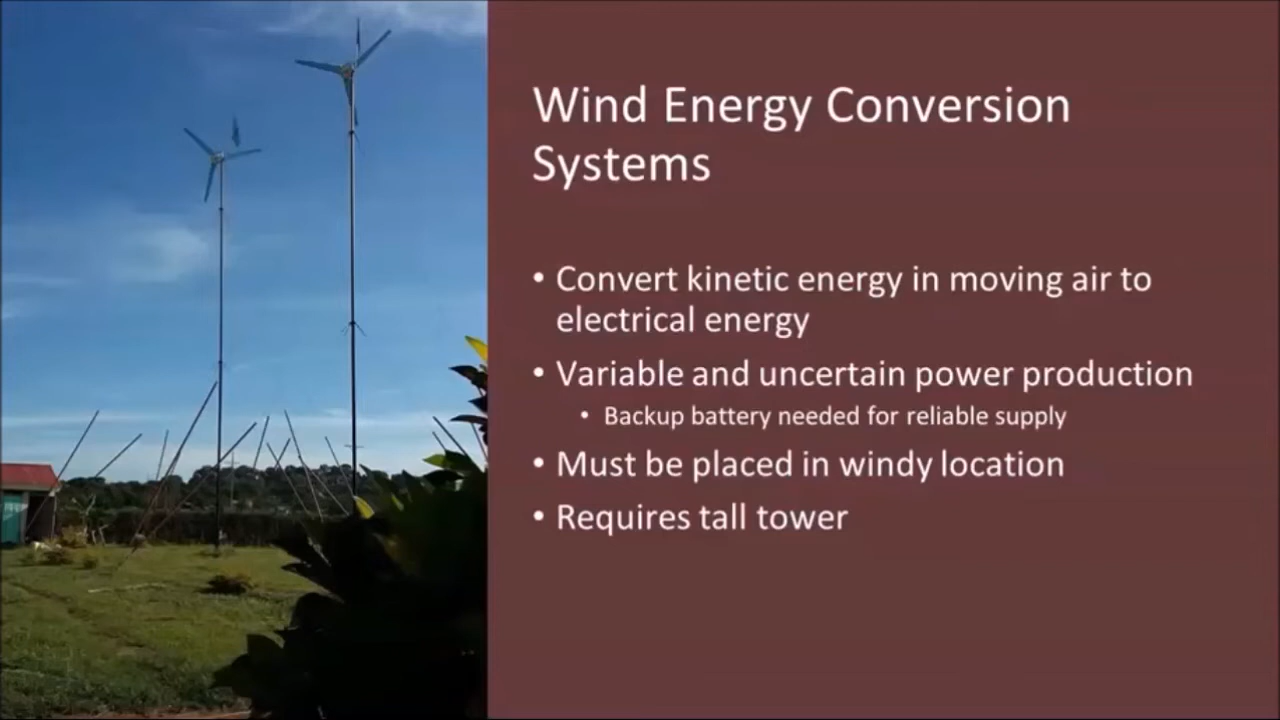 Wind Energy Conversion
Systems
• Convert kinetic energy in moving air to
electrical energy
• Variable and uncertain power production
• Backup battery needed for reliable supply
• Must be placed in windy location
• Requires tall tower